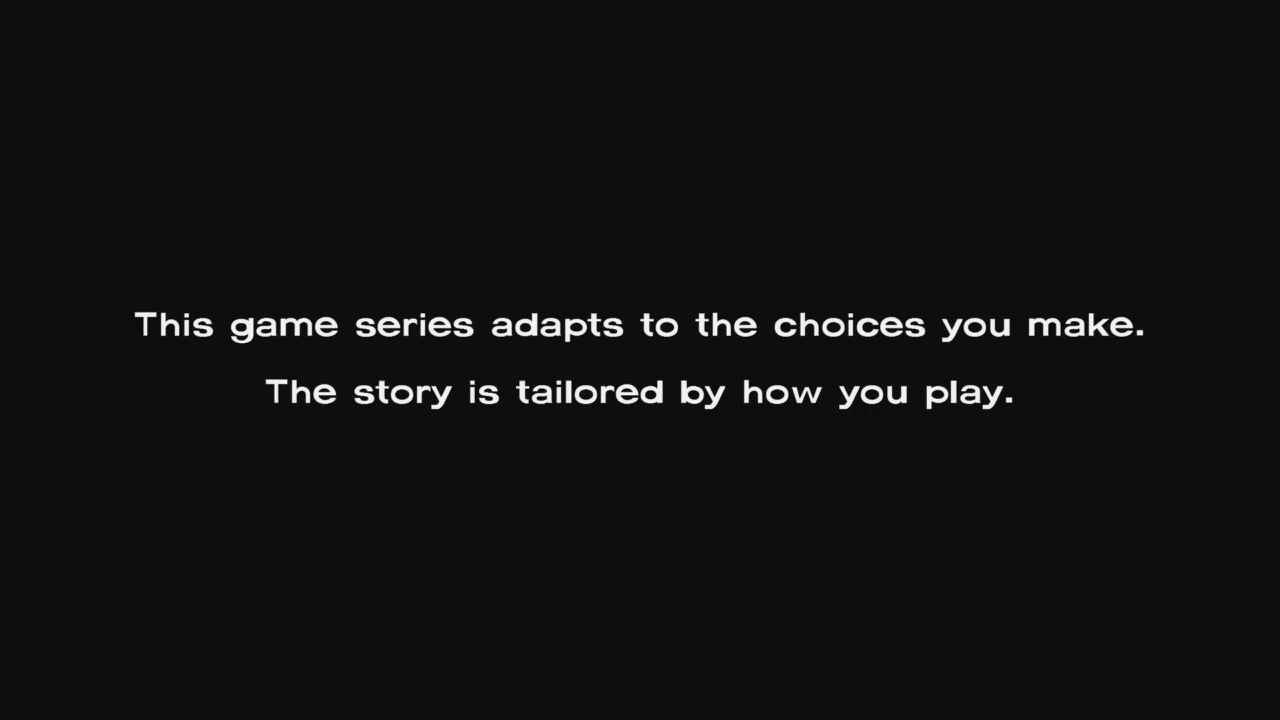 This game series adapts to the choices you make.
The story is tailored by how you play.